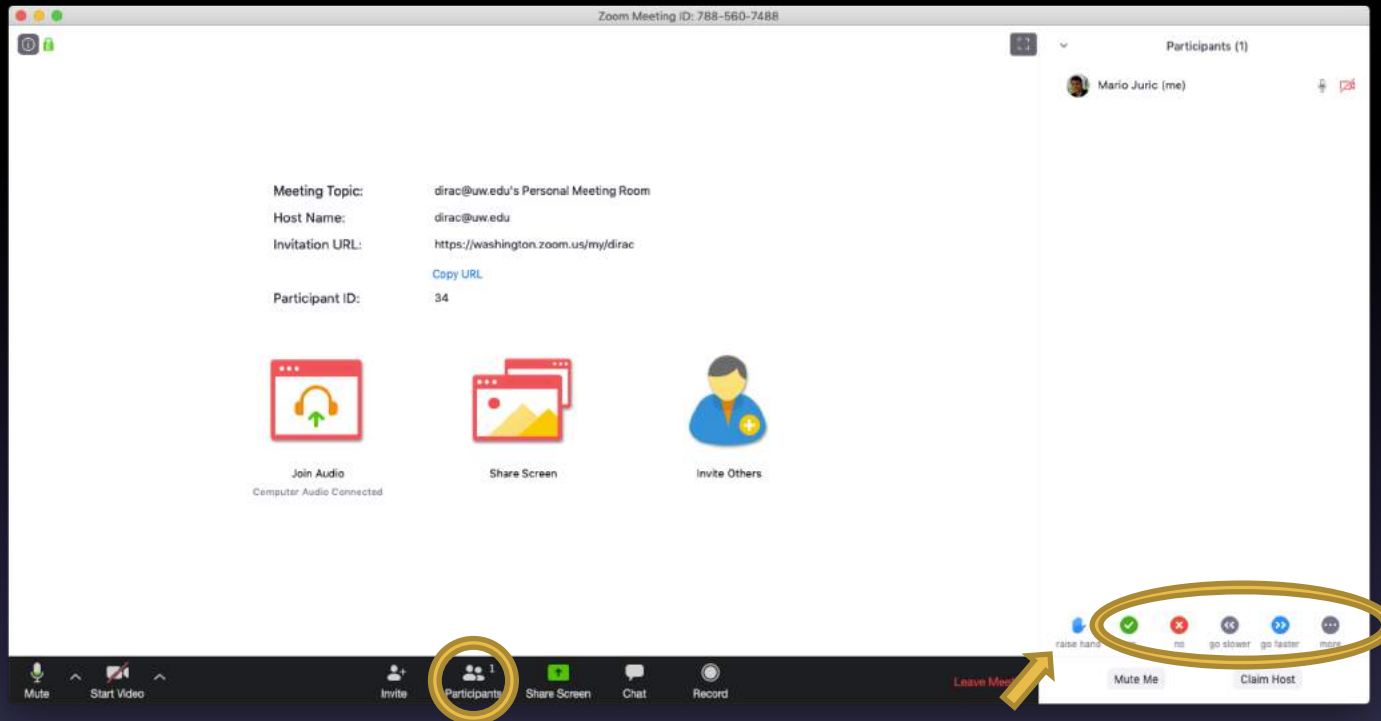 Zoom Meeting ID: 788-560-7488
Participants (1)
Mario Juric (me)
Meeting Topic: dirac@uw.edu's Personal Meeting Room
Host Name: dirac@uw.edu
Invitation URL: https://washington.zoom.us/my/dirac
Copy URL
Participant ID: 34
Join Audio Share Screen Invite Others
Computer Audio Connected
raise hand no go slower go faster more
Mute Start Video Invite Participants 1 Share Screen Chat Record Leave Mute Me Claim Host